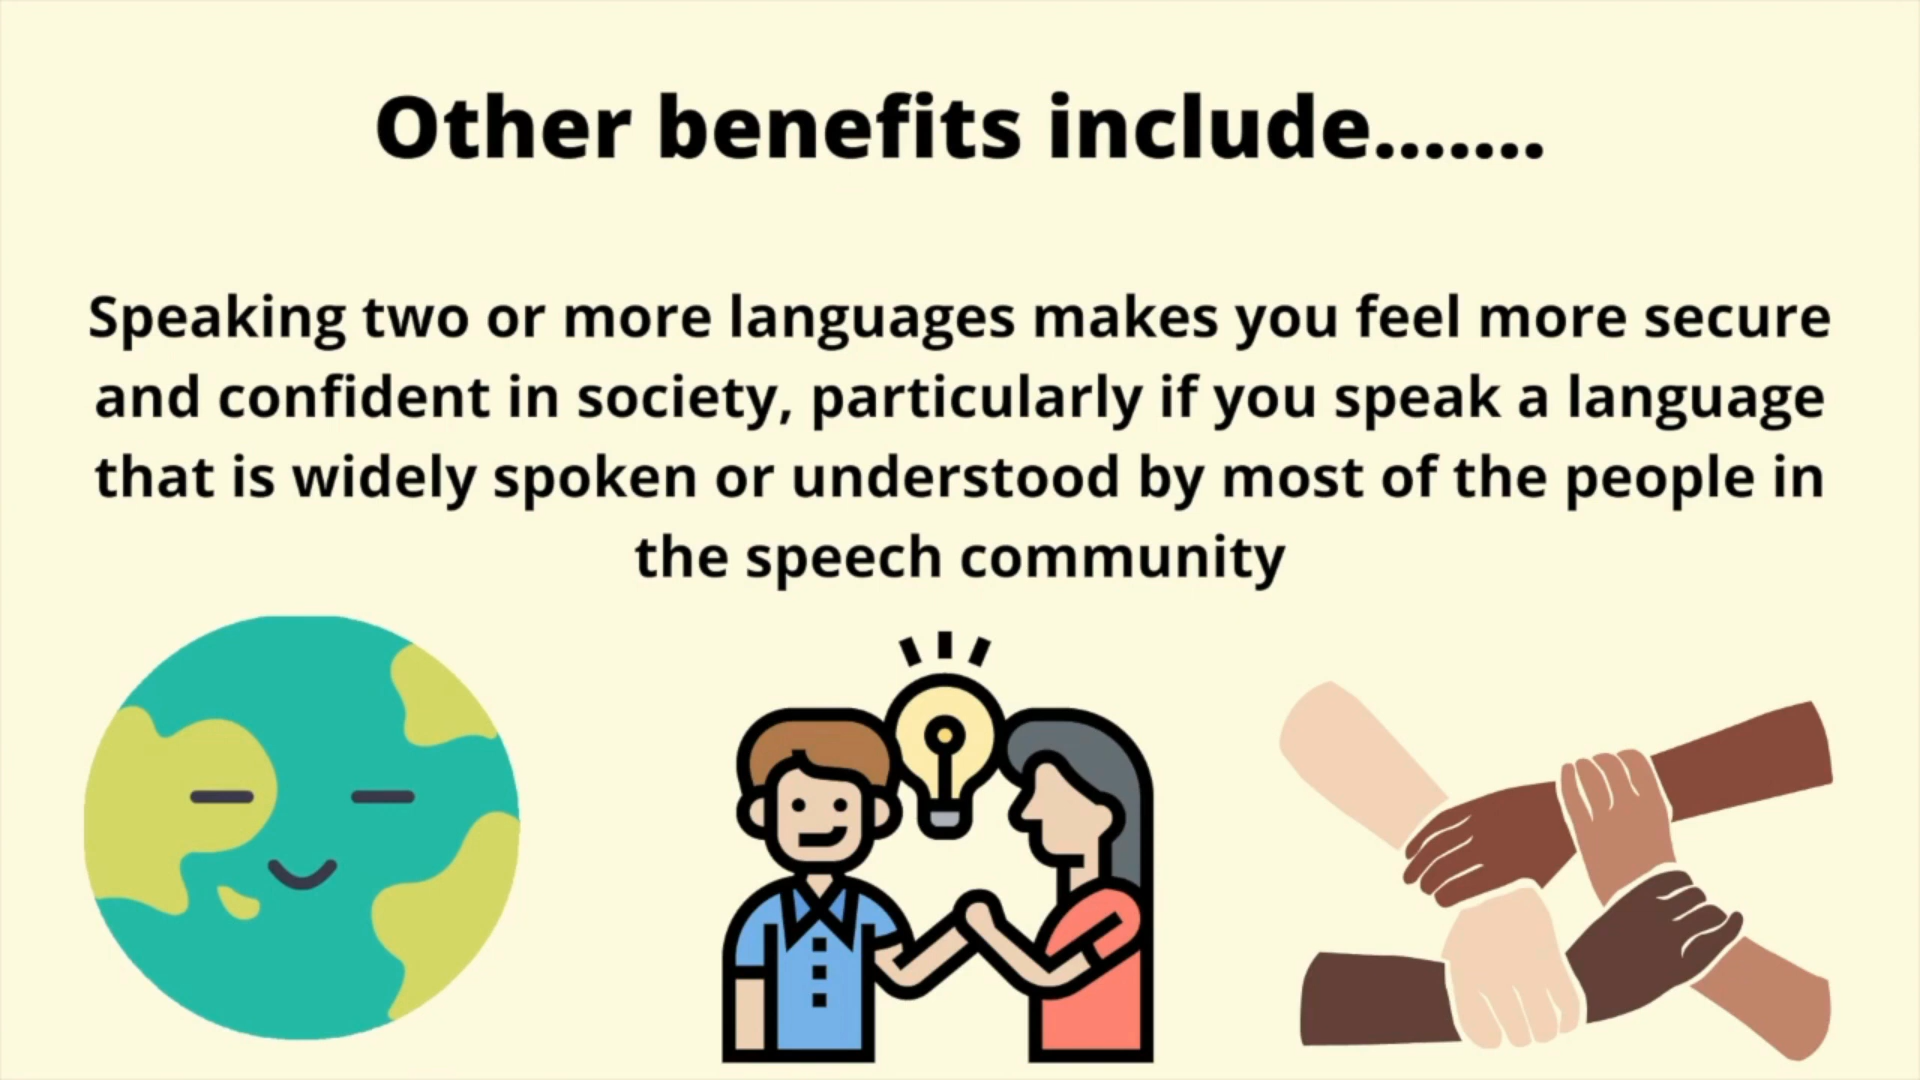 Other benefits include.......
Speaking two or more languages makes you feel more secure
and confident in society, particularly if you speak a language
that is widely spoken or understood by most of the people in
the speech community